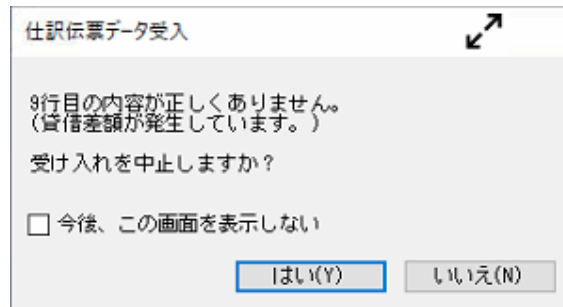 仕訳伝票データ受入
9行目の内容が正しくありません。
(貸借差額が発生しています。)
受け入れを中止しますか？
今後、この画面を表示しない
はい(Y)
いいえ(N)